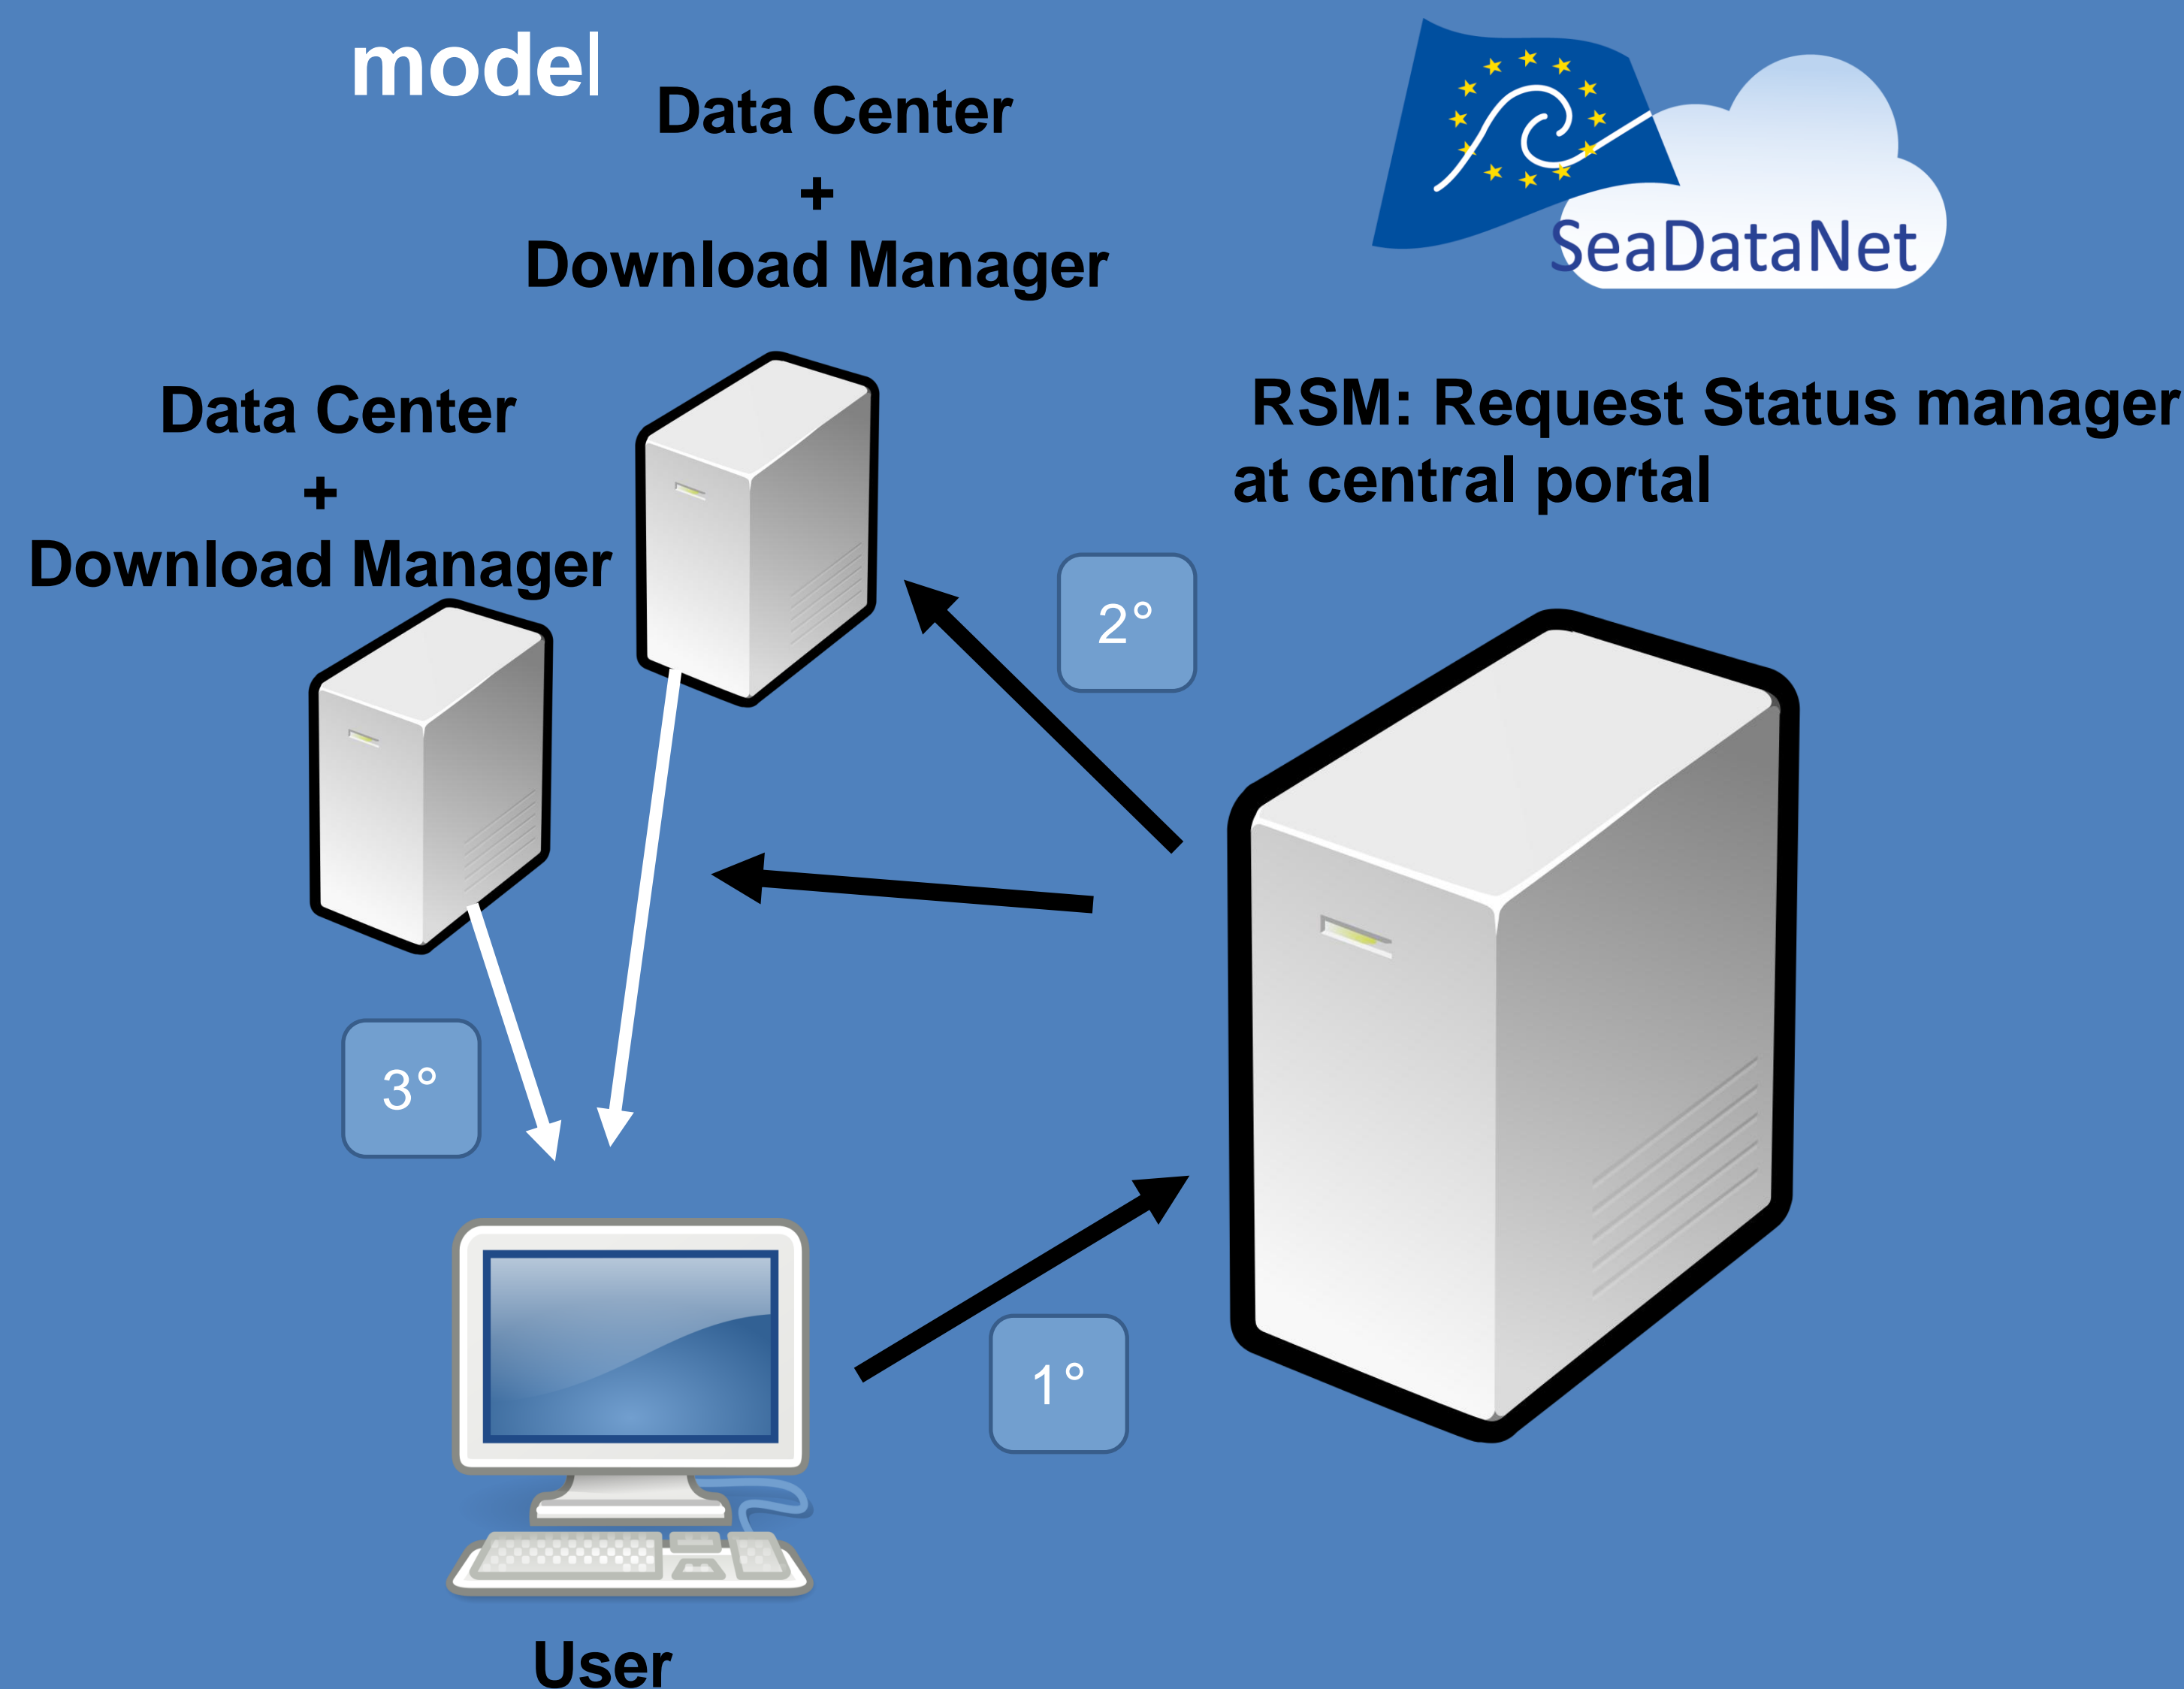 model
Data Center
+
Download Manager
SeaDataNet
Data Center
+
Download Manager
RSM: Request Status manager
at central portal
2°
3°
1°
User